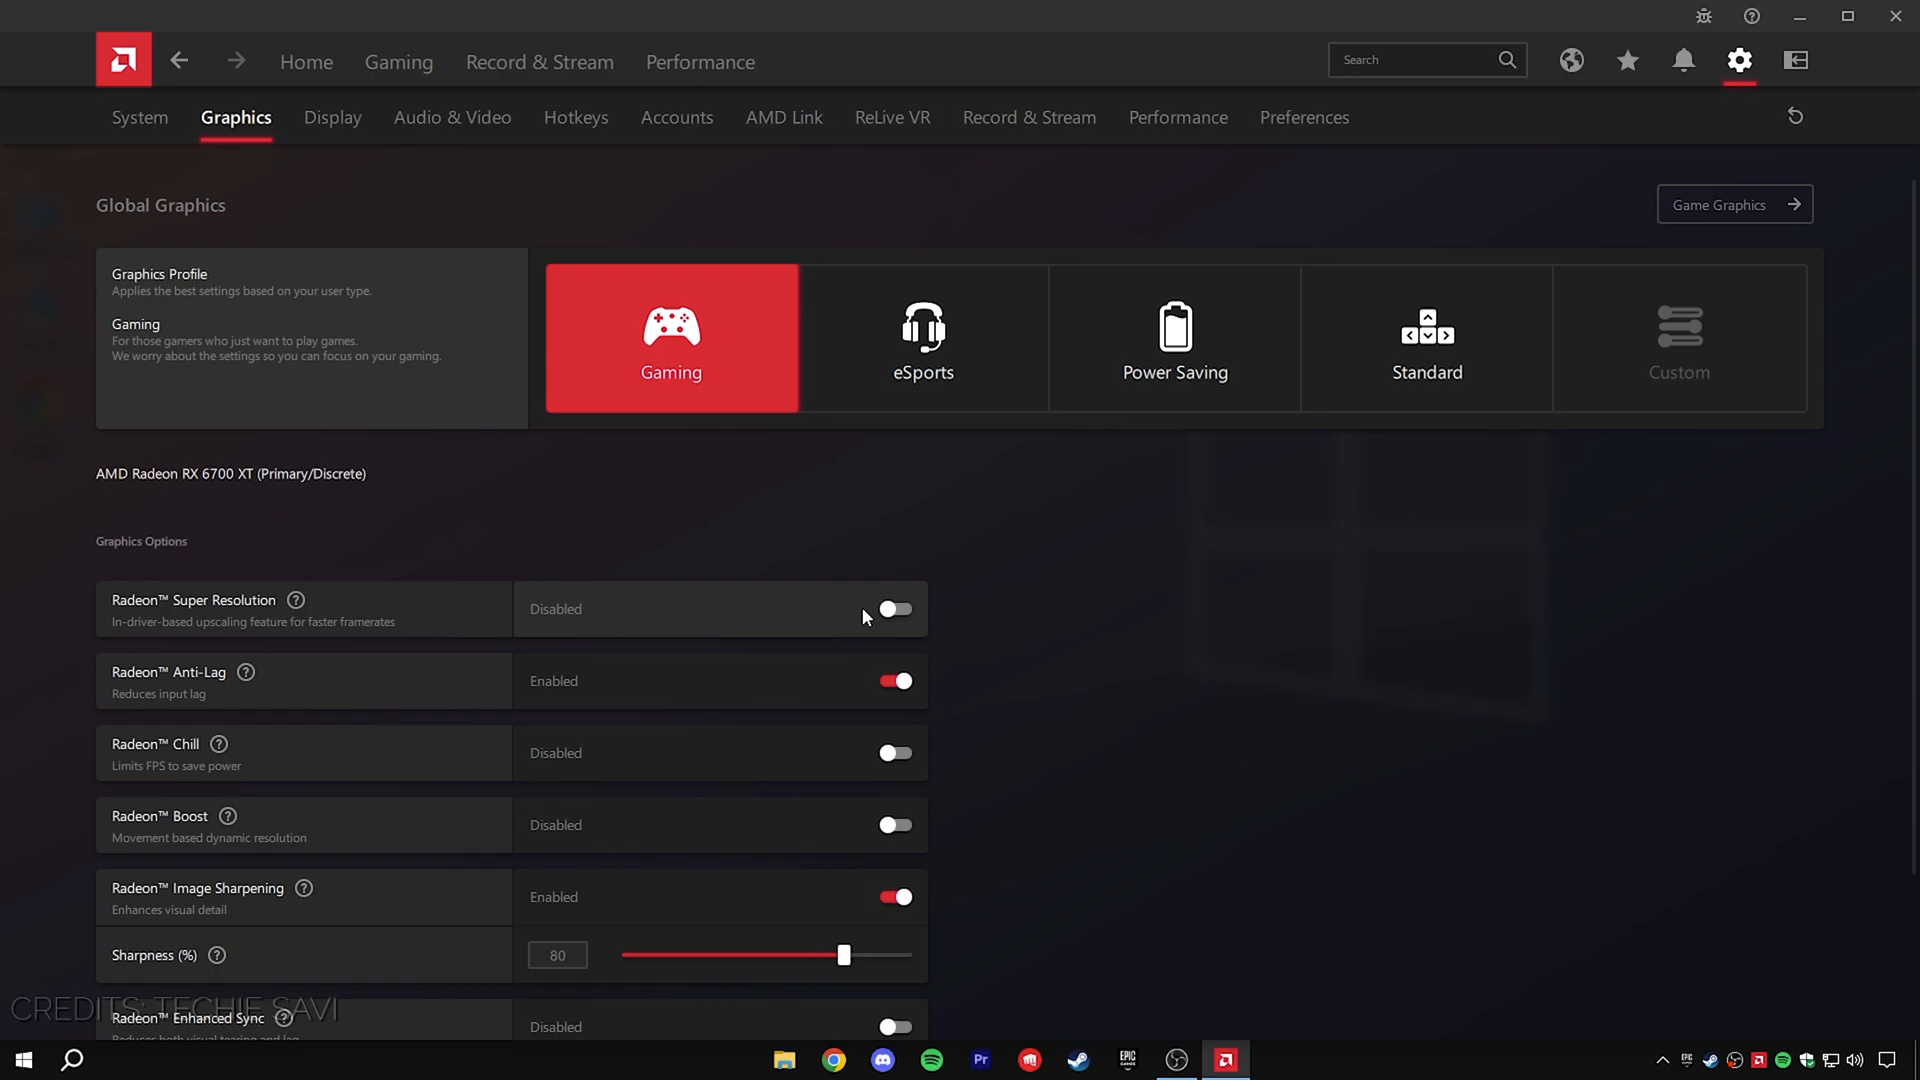 Home Gaming Record & Stream Performance Search
System Graphics Display Audio & Video Hotkeys Accounts AMD Link ReLive VR Record & Stream Performance Preferences
Global Graphics
Game Graphics
Graphics Profile
Applies the best settings based on your user type.
Gaming
For those gamers who just want to play games.
We worry about the settings so you can focus on your gaming.
Gaming eSports Power Saving Standard Custom
AMD Radeon RX 6700 XT (Primary/Discrete)
Graphics Options
Radeon™ Super Resolution ?
In-driver-based upscaling feature for faster framerates
Disabled
Radeon™ Anti-Lag ?
Reduces input lag
Enabled
Radeon™ Chill ?
Limits FPS to save power
Disabled
Radeon™ Boost ?
Movement based dynamic resolution
Disabled
Radeon™ Image Sharpening ?
Enhances visual detail
Enabled
Sharpness (%) ?
80
CREDITS: TECHIE SAVI
Radeon™ Enhanced Sync ?
Reduces both visual tearing and lag
Disabled
Pr
EPIC
GAMES